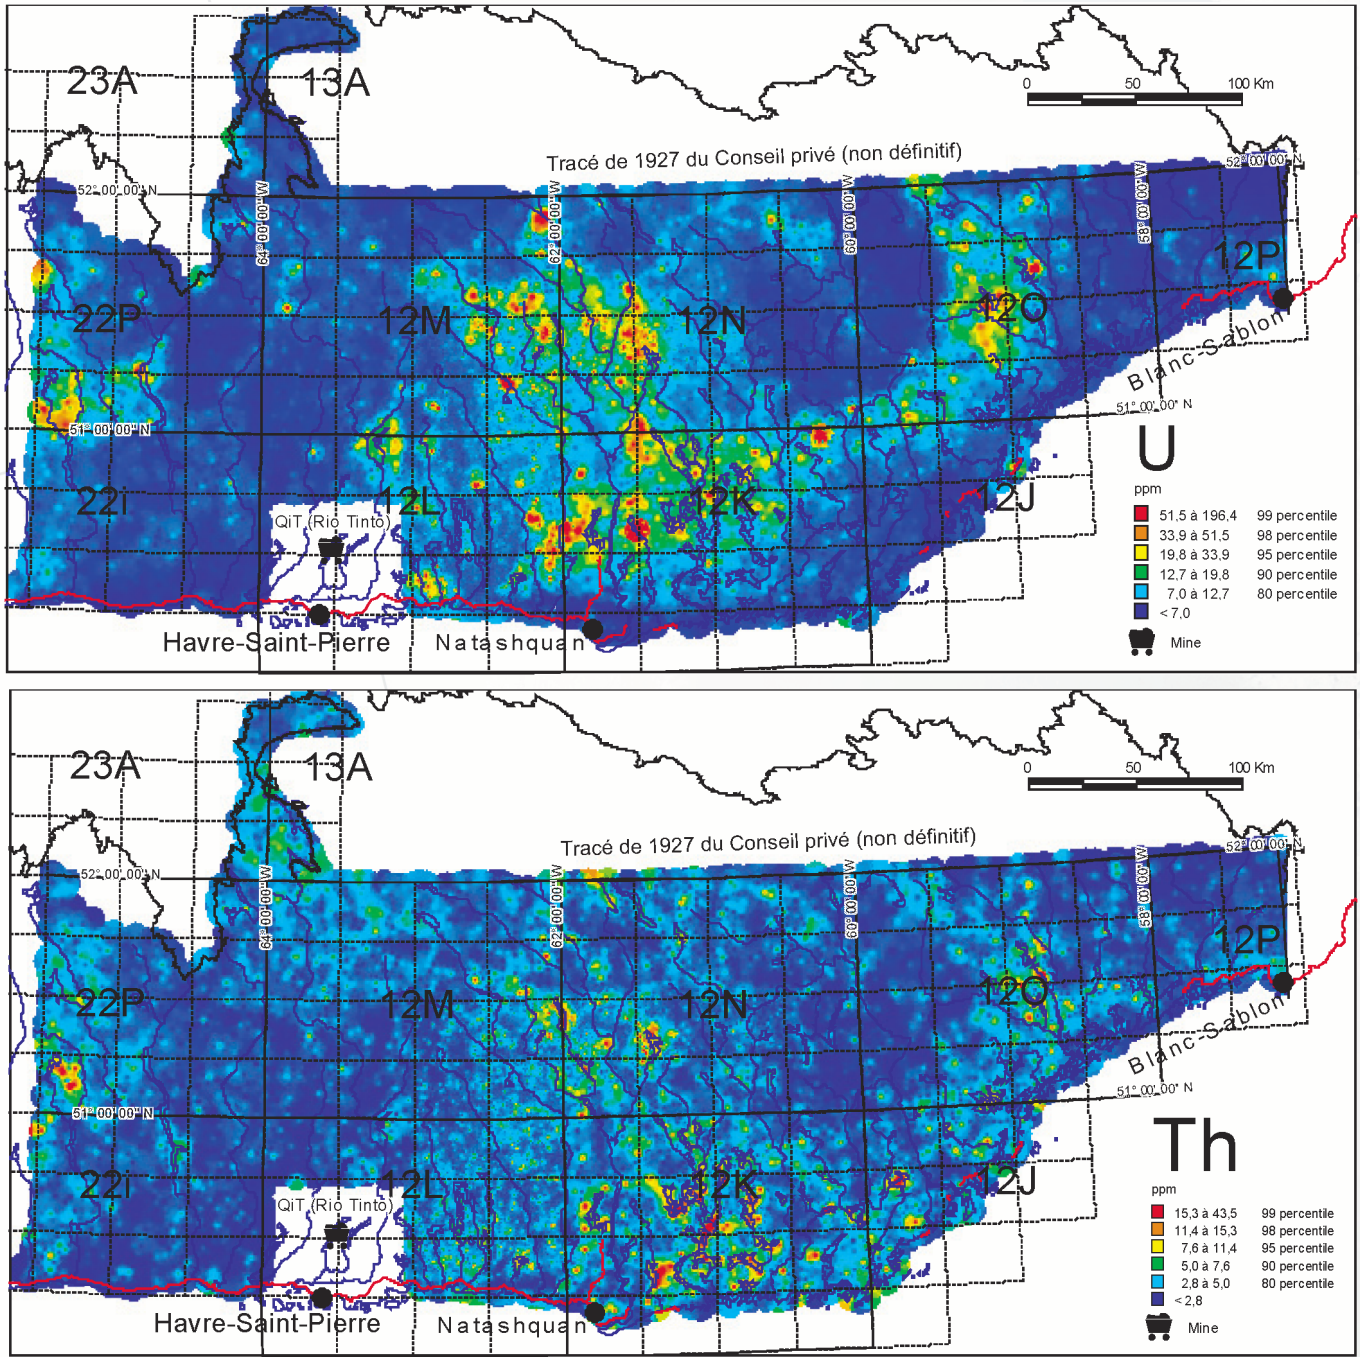 23A
13A
0 50 100 Km
Tracé de 1927 du Conseil privé (non définitif)
52° 00' 00" N
52° 00' 00" N
64° 00' 00" W
62° 00' 00" W
60° 00' 00" W
58° 00' 00" W
12P
22P
12M
12N
12O
Blanc-Sablon
51° 00' 00" N
51° 00' 00" N
U
22I
12L
12K
12J
QiT (Rio Tinto)
ppm
51,5 à 196,4 99 percentile
33,9 à 51,5 98 percentile
19,8 à 33,9 95 percentile
12,7 à 19,8 90 percentile
7,0 à 12,7 80 percentile
< 7,0
Mine
Havre-Saint-Pierre
Natashquan
23A
13A
0 50 100 Km
Tracé de 1927 du Conseil privé (non définitif)
52° 00' 00" N
52° 00' 00" N
64° 00' 00" W
62° 00' 00" W
60° 00' 00" W
58° 00' 00" W
12P
22P
12M
12N
12O
Blanc-Sablon
51° 00' 00" N
51° 00' 00" N
Th
22I
12L
12K
12J
QiT (Rio Tinto)
ppm
15,3 à 43,5 99 percentile
11,4 à 15,3 98 percentile
7,6 à 11,4 95 percentile
5,0 à 7,6 90 percentile
2,8 à 5,0 80 percentile
< 2,8
Mine
Havre-Saint-Pierre
Natashquan